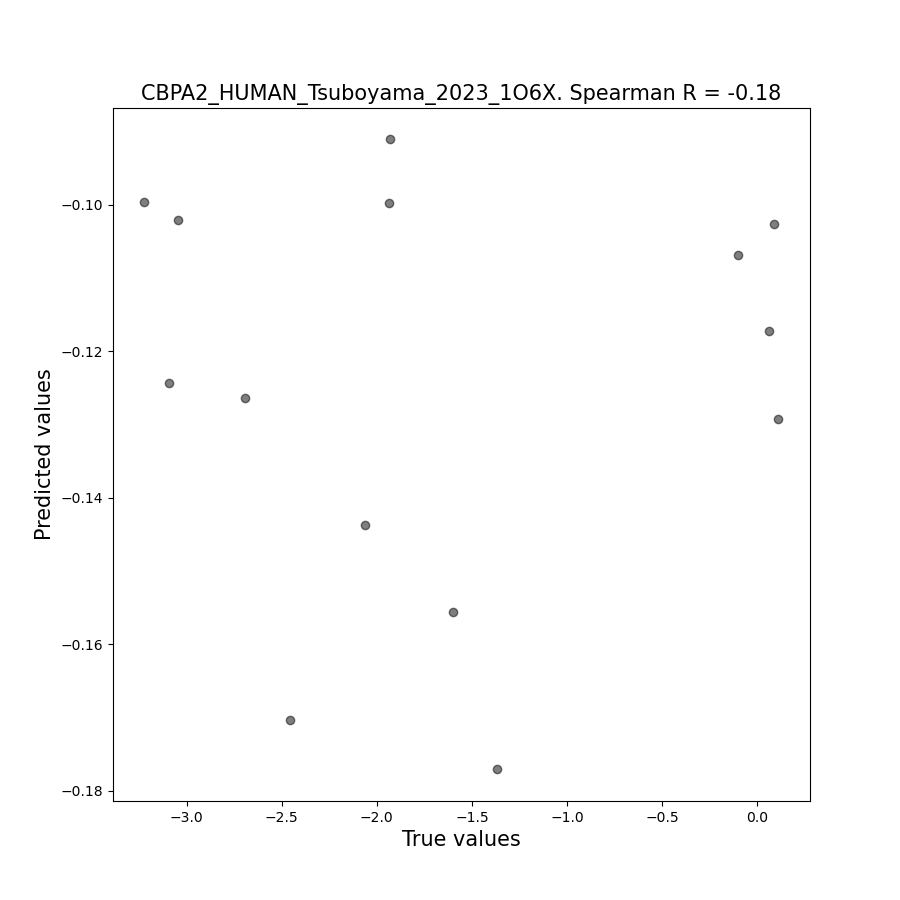 CBPA2_HUMAN_Tsuboyama_2023_1O6X. Spearman R = -0.18
Predicted values
−0.10
−0.12
−0.14
−0.16
−0.18
−3.0 −2.5 −2.0 −1.5 −1.0 −0.5 0.0
True values